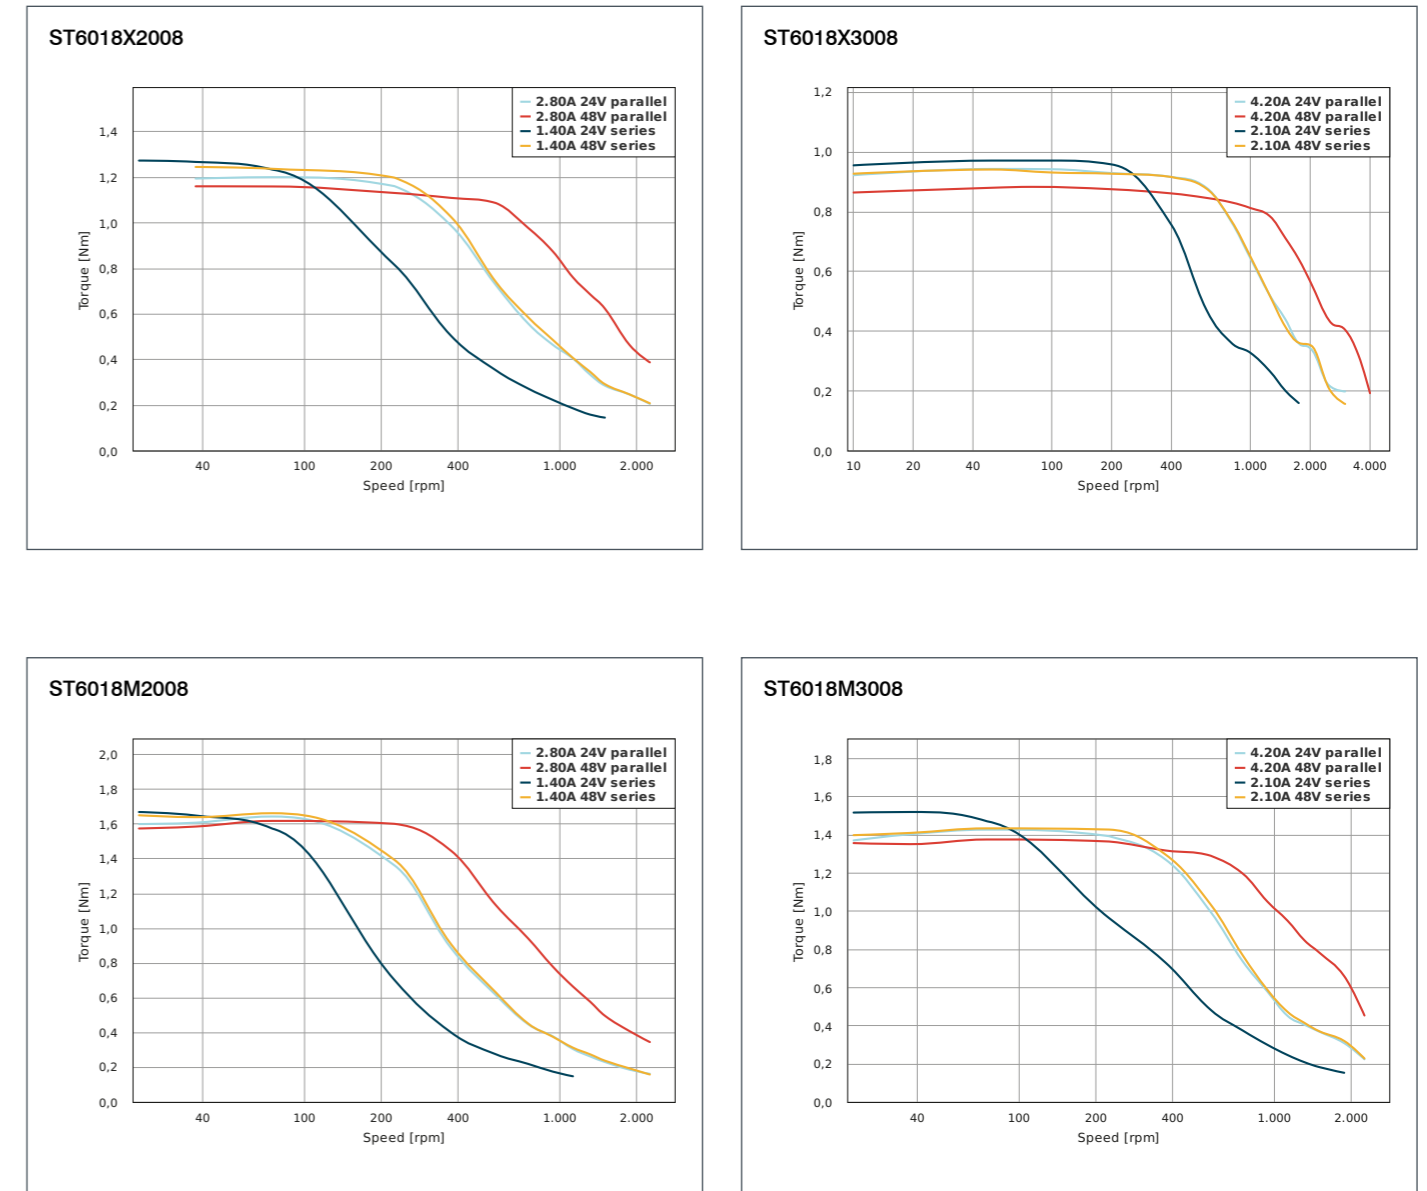 ST6018X2008
2.80A 24V parallel
2.80A 48V parallel
1.40A 24V series
1.40A 48V series
1,4
1,2
1,0
0,8
0,6
0,4
0,2
0,0
Torque [Nm]
40 100 200 400 1.000 2.000
Speed [rpm]
ST6018X3008
4.20A 24V parallel
4.20A 48V parallel
2.10A 24V series
2.10A 48V series
1,2
1,0
0,8
0,6
0,4
0,2
0,0
Torque [Nm]
10 20 40 100 200 400 1.000 2.000 4.000
Speed [rpm]
ST6018M2008
2.80A 24V parallel
2.80A 48V parallel
1.40A 24V series
1.40A 48V series
2,0
1,8
1,6
1,4
1,2
1,0
0,8
0,6
0,4
0,2
0,0
Torque [Nm]
40 100 200 400 1.000 2.000
Speed [rpm]
ST6018M3008
4.20A 24V parallel
4.20A 48V parallel
2.10A 24V series
2.10A 48V series
1,8
1,6
1,4
1,2
1,0
0,8
0,6
0,4
0,2
0,0
Torque [Nm]
40 100 200 400 1.000 2.000
Speed [rpm]